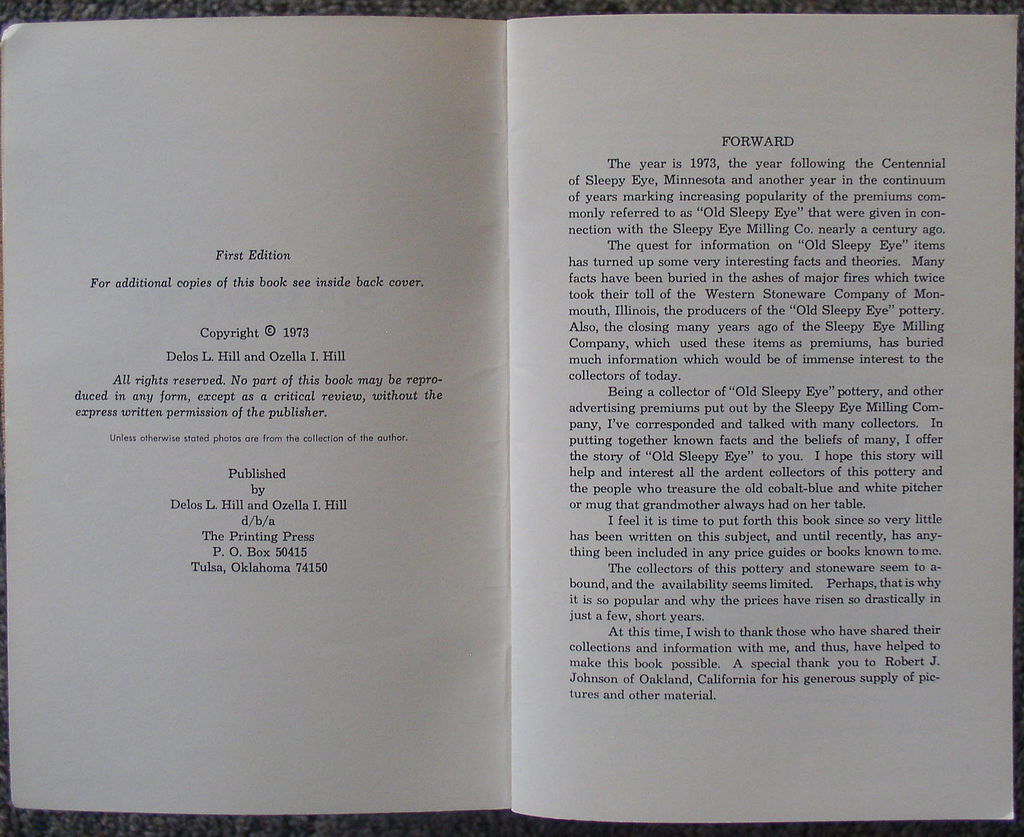 First Edition
For additional copies of this book see inside back cover.
Copyright © 1973
Delos L. Hill and Ozella I. Hill
All rights reserved. No part of this book may be repro-
duced in any form, except as a critical review, without the
express written permission of the publisher.
Unless otherwise stated photos are from the collection of the author.
Published
by
Delos L. Hill and Ozella I. Hill
d/b/a
The Printing Press
P. O. Box 50415
Tulsa, Oklahoma 74150
FORWARD
The year is 1973, the year following the Centennial
of Sleepy Eye, Minnesota and another year in the continuum
of years marking increasing popularity of the premiums com-
monly referred to as "Old Sleepy Eye" that were given in con-
nection with the Sleepy Eye Milling Co. nearly a century ago.
The quest for information on "Old Sleepy Eye" items
has turned up some very interesting facts and theories. Many
facts have been buried in the ashes of major fires which twice
took their toll of the Western Stoneware Company of Mon-
mouth, Illinois, the producers of the "Old Sleepy Eye" pottery.
Also, the closing many years ago of the Sleepy Eye Milling
Company, which used these items as premiums, has buried
much information which would be of immense interest to the
collectors of today.
Being a collector of "Old Sleepy Eye" pottery, and other
advertising premiums put out by the Sleepy Eye Milling Com-
pany, I've corresponded and talked with many collectors. In
putting together known facts and the beliefs of many, I offer
the story of "Old Sleepy Eye" to you. I hope this story will
help and interest all the ardent collectors of this pottery and
the people who treasure the old cobalt-blue and white pitcher
or mug that grandmother always had on her table.
I feel it is time to put forth this book since so very little
has been written on this subject, and until recently, has any-
thing been included in any price guides or books known to me.
The collectors of this pottery and stoneware seem to a-
bound, and the availability seems limited. Perhaps, that is why
it is so popular and why the prices have risen so drastically in
just a few, short years.
At this time, I wish to thank those who have shared their
collections and information with me, and thus, have helped to
make this book possible. A special thank you to Robert J.
Johnson of Oakland, California for his generous supply of pic-
tures and other material.